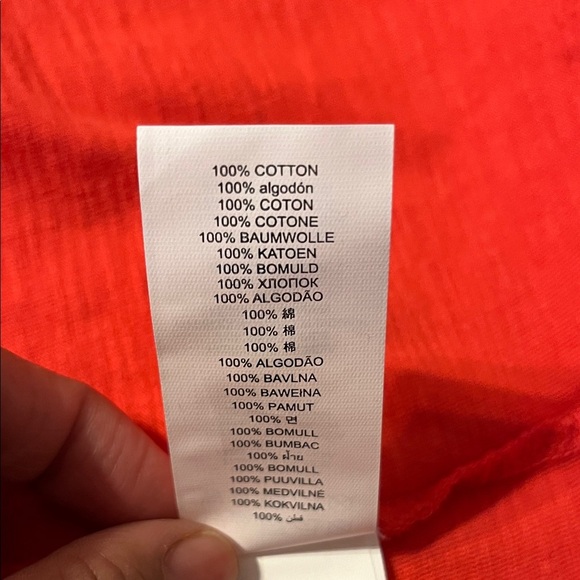 100% COTTON
100% algodón
100% COTON
100% COTONE
100% BAUMWOLLE
100% KATOEN
100% BOMULD
100% ХЛОПОК
100% ALGODÃO
100% 綿
100% 棉
100% 棉
100% ALGODÃO
100% BAVLNA
100% BAWEINA
100% PAMUT
100% 면
100% BOMULL
100% BUMBAC
100% ฝ้าย
100% BOMULL
100% PUUVILLA
100% MEDVILNĖ
100% KOKVILNA
100% قطن